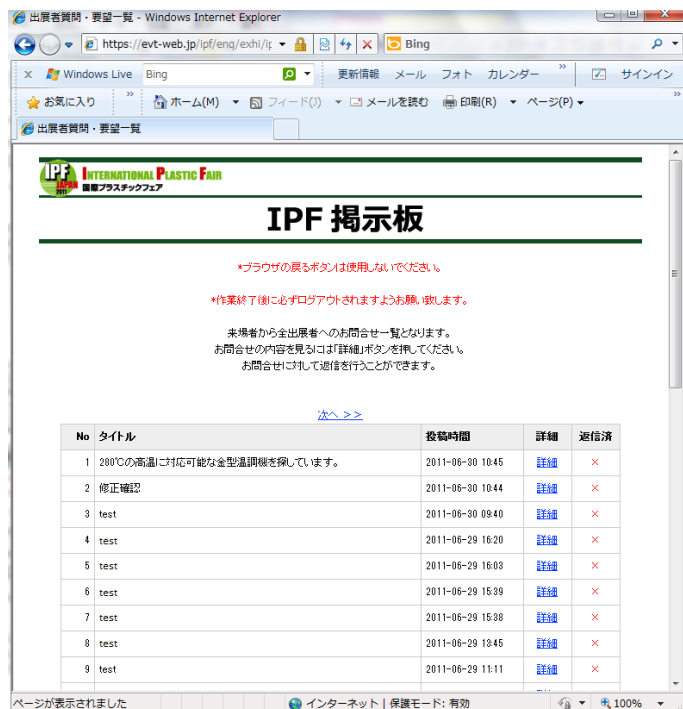 出展者質問・要望一覧 - Windows Internet Explorer
https://evt-web.jp/ipf/enq/exhi/ip
Bing
x Windows Live Bing 更新情報 メール フォト カレンダー » サインイン
お気に入り » ホーム(M) フィード(J) メールを読む 印刷(R) ページ(P) »
出展者質問・要望一覧
IPF JAPAN 2011 INTERNATIONAL PLASTIC FAIR
国際プラスチックフェア
IPF 掲示板
*ブラウザの戻るボタンは使用しないでください。
*作業終了後に必ずログアウトされますようお願い致します。
来場者から全出展者へのお問合せ一覧となります。
お問合せの内容を見るには「詳細」ボタンを押してください。
お問合せに対して返信を行うことができます。
次へ >>
No タイトル 投稿時間 詳細 返信済
1 280℃の高温に対応可能な金型温調機を探しています。 2011-06-30 10:45 詳細 ×
2 修正確認 2011-06-30 10:44 詳細 ×
3 test 2011-06-30 09:40 詳細 ×
4 test 2011-06-29 16:20 詳細 ×
5 test 2011-06-29 16:03 詳細 ×
6 test 2011-06-29 15:39 詳細 ×
7 test 2011-06-29 15:38 詳細 ×
8 test 2011-06-29 13:45 詳細 ×
9 test 2011-06-29 11:11 詳細 ×
ページが表示されました インターネット | 保護モード: 有効 100%